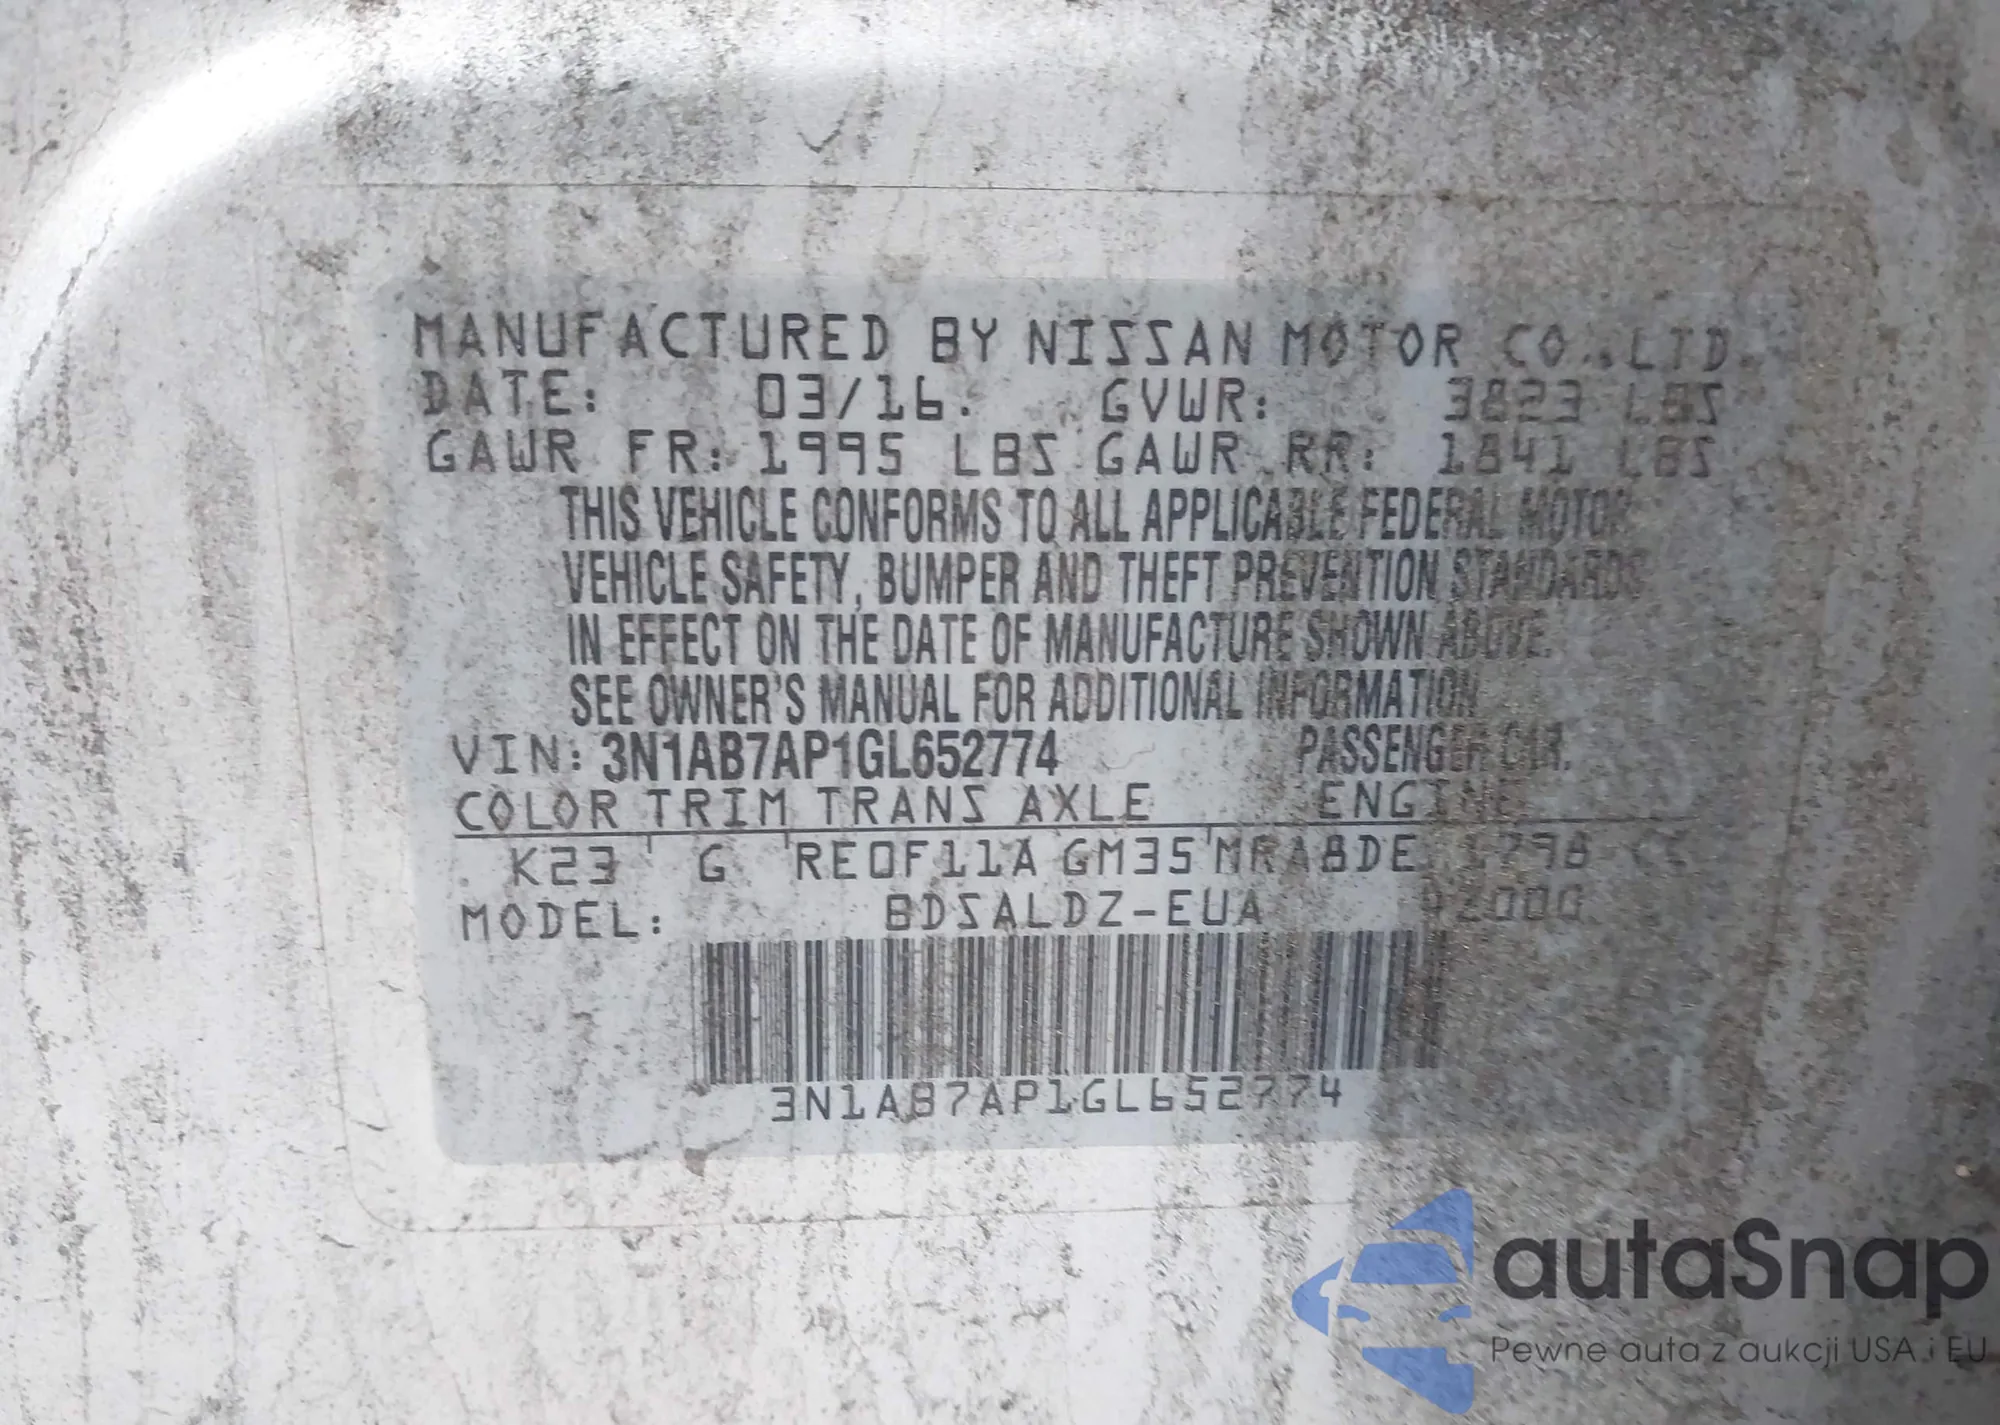 MANUFACTURED BY NISSAN MOTOR CO.,LTD.
DATE: 03/16. GVWR: 3823 LBS
GAWR FR: 1995 LBS GAWR RR: 1841 LBS
THIS VEHICLE CONFORMS TO ALL APPLICABLE FEDERAL MOTOR
VEHICLE SAFETY, BUMPER AND THEFT PREVENTION STANDARDS
IN EFFECT ON THE DATE OF MANUFACTURE SHOWN ABOVE.
SEE OWNER'S MANUAL FOR ADDITIONAL INFORMATION
VIN: 3N1AB7AP1GL652774 PASSENGER CAR.
COLOR TRIM TRANS AXLE ENGINE
K23 G RE0F11A GM35 MRA8DE 1798 CC
MODEL: BDSALDZ-EUA
3N1AB7AP1GL652774
autaSnap
Pewne auta z aukcji USA i EU